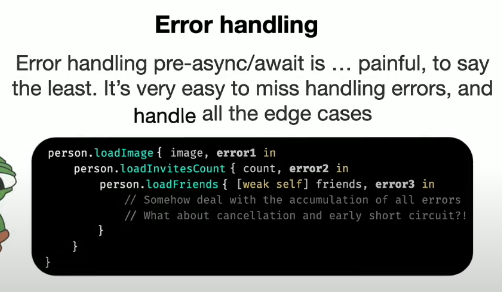 Error handling
Error handling pre-async/await is … painful, to say
the least. It’s very easy to miss handling errors, and
handle all the edge cases
person.loadImage { image, error1 in
person.loadInvitesCount { count, error2 in
person.loadFriends { [weak self] friends, error3 in
// Somehow deal with the accumulation of all errors
// What about cancellation and early short circuit?!
}
}
}